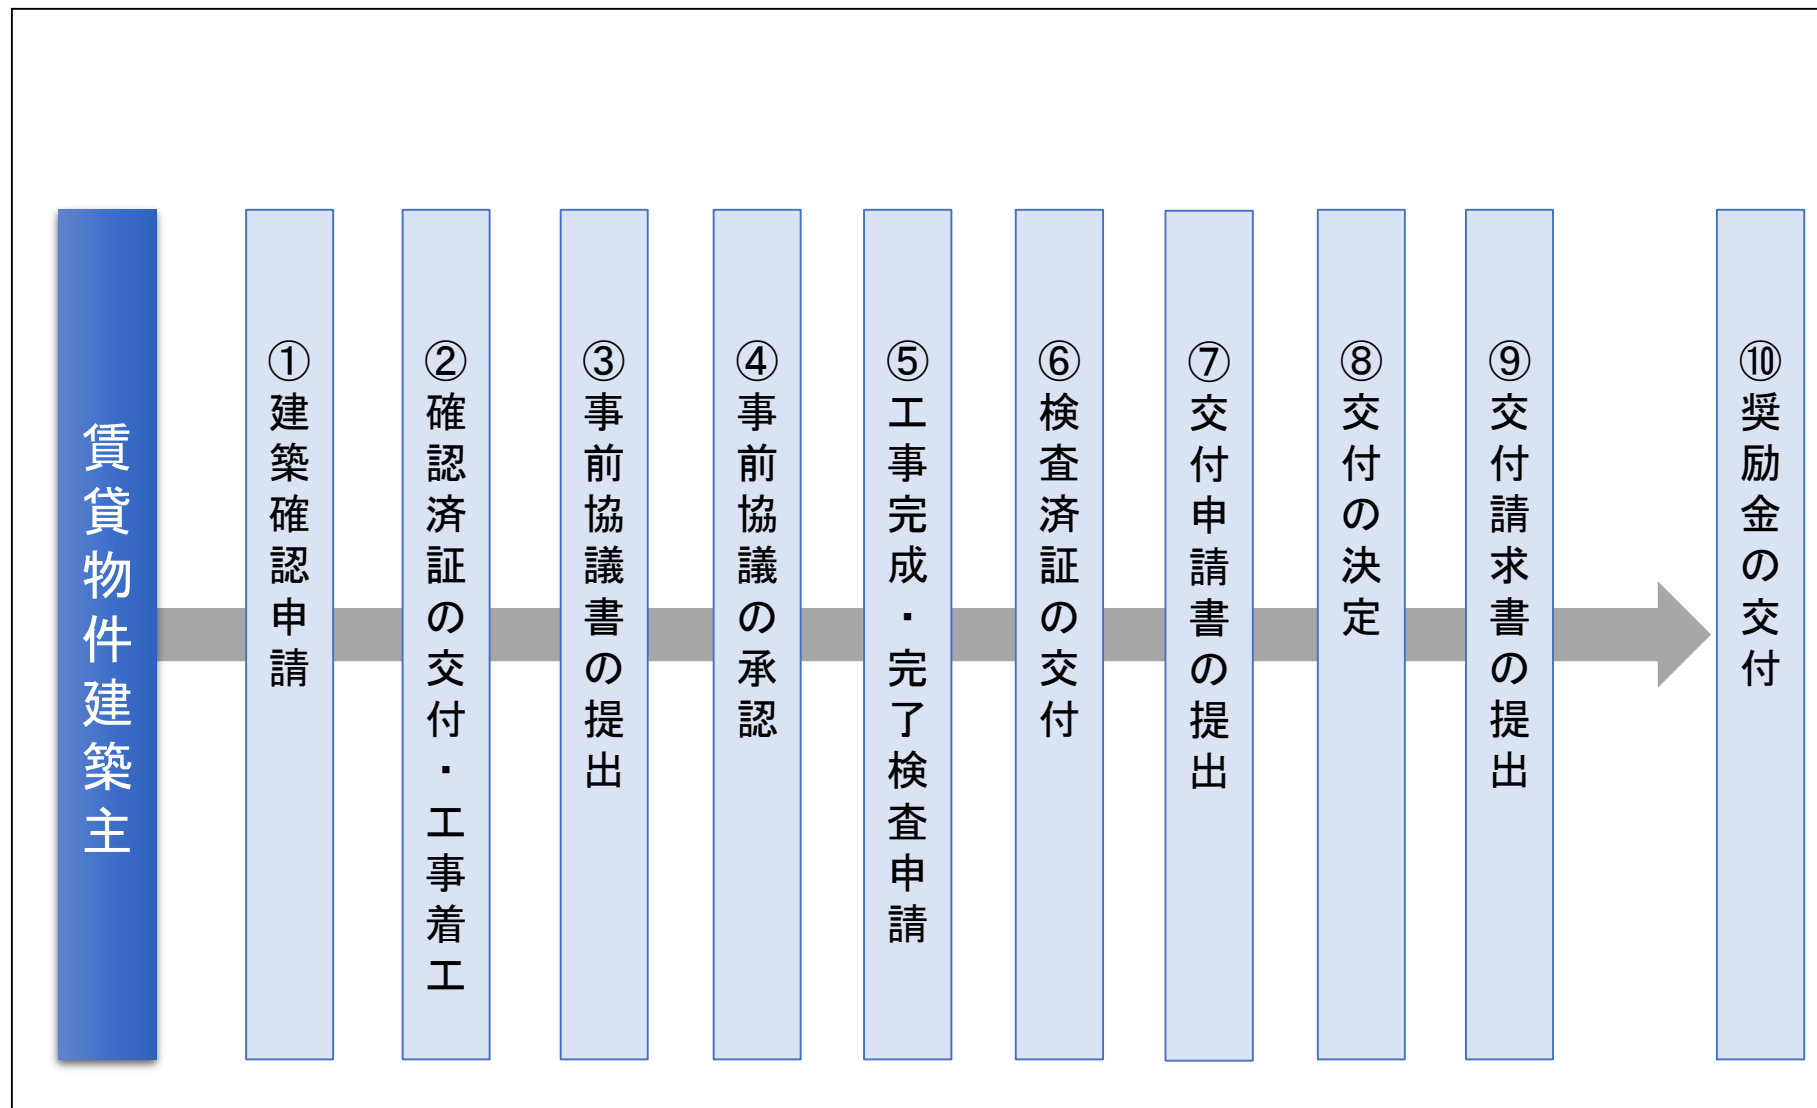 賃貸物件建築主
①建築確認申請
②確認済証の交付・工事着工
③事前協議書の提出
④事前協議の承認
⑤工事完成・完了検査申請
⑥検査済証の交付
⑦交付申請書の提出
⑧交付の決定
⑨交付請求書の提出
⑩奨励金の交付